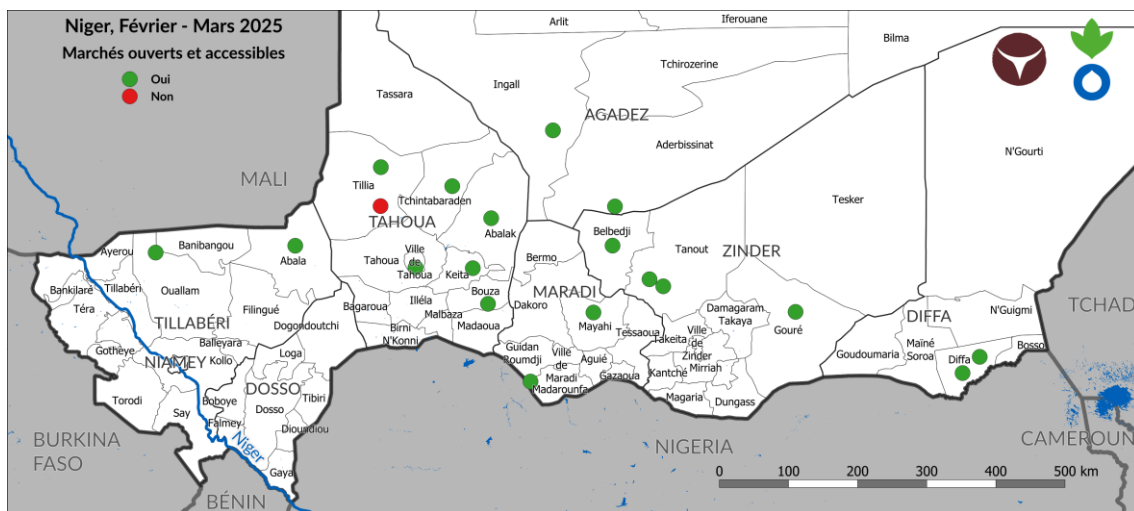 Niger, Février - Mars 2025
Marchés ouverts et accessibles
Oui
Non
Arlit
Iferouane
Bilma
Tchirozerine
Ingall
Tassara
AGADEZ
Aderbissinat
N'Gourti
MALI
Tillia
Tchintabaraden
Tesker
TAHOUA
Abalak
Belbedji
Tanout
ZINDER
Ayerou
Banibangou
Abala
Tahoua
Ville
de
Tahoua
Keita
Bermo
Bankilaré
Tillabéri
Ouallam
Filingué
Bagaroua
Illéla
Bouza
Malbaza
Dakoro
MARADI
Damagaram
Takaya
Gouré
N'Guigmi
TCHAD
Téra
TILLABÉRI
Dogondoutchi
Birni
N'Konni
Madaoua
Mayahi
Tessaoua
Takeita
Ville
de
Zinder
Mirriah
DIFFA
Goudoumaria
Maïné
Soroa
Diffa
Bosso
Gotheye
NIAMEY
Balleyara
Kollo
Loga
Guidan
Roumdji
Ville
de
Maradi
Madarounfa
Aguié
Gazaoua
Kantché
Magaria
Dungass
Torodi
Say
Boboye
DOSSO
Dosso
Tibiri
Falmey
Dioundiou
Gaya
Niger
BURKINA
FASO
BÉNIN
NIGERIA
CAMEROUN
0 100 200 300 400 500 km